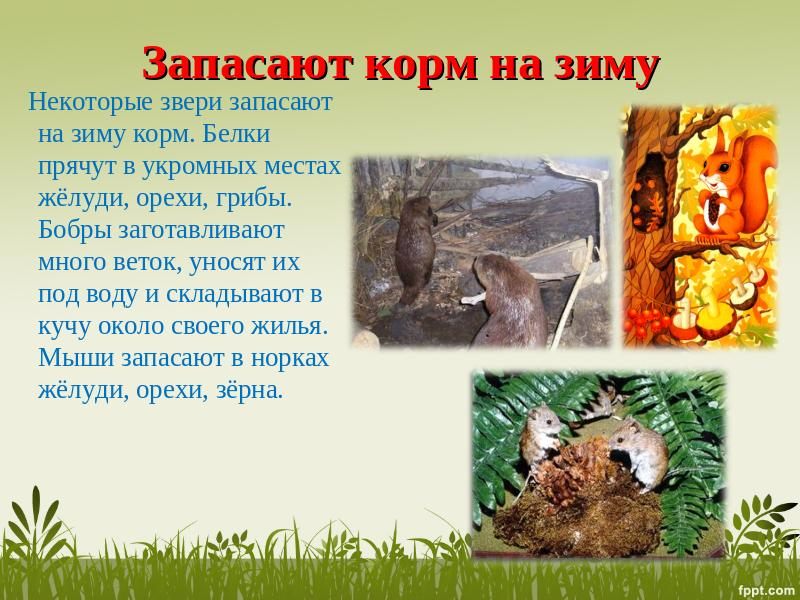 Запасают корм на зиму
Некоторые звери запасают
на зиму корм. Белки
прячут в укромных местах
жёлуди, орехи, грибы.
Бобры заготавливают
много веток, уносят их
под воду и складывают в
кучу около своего жилья.
Мыши запасают в норках
жёлуди, орехи, зёрна.
fppt.com